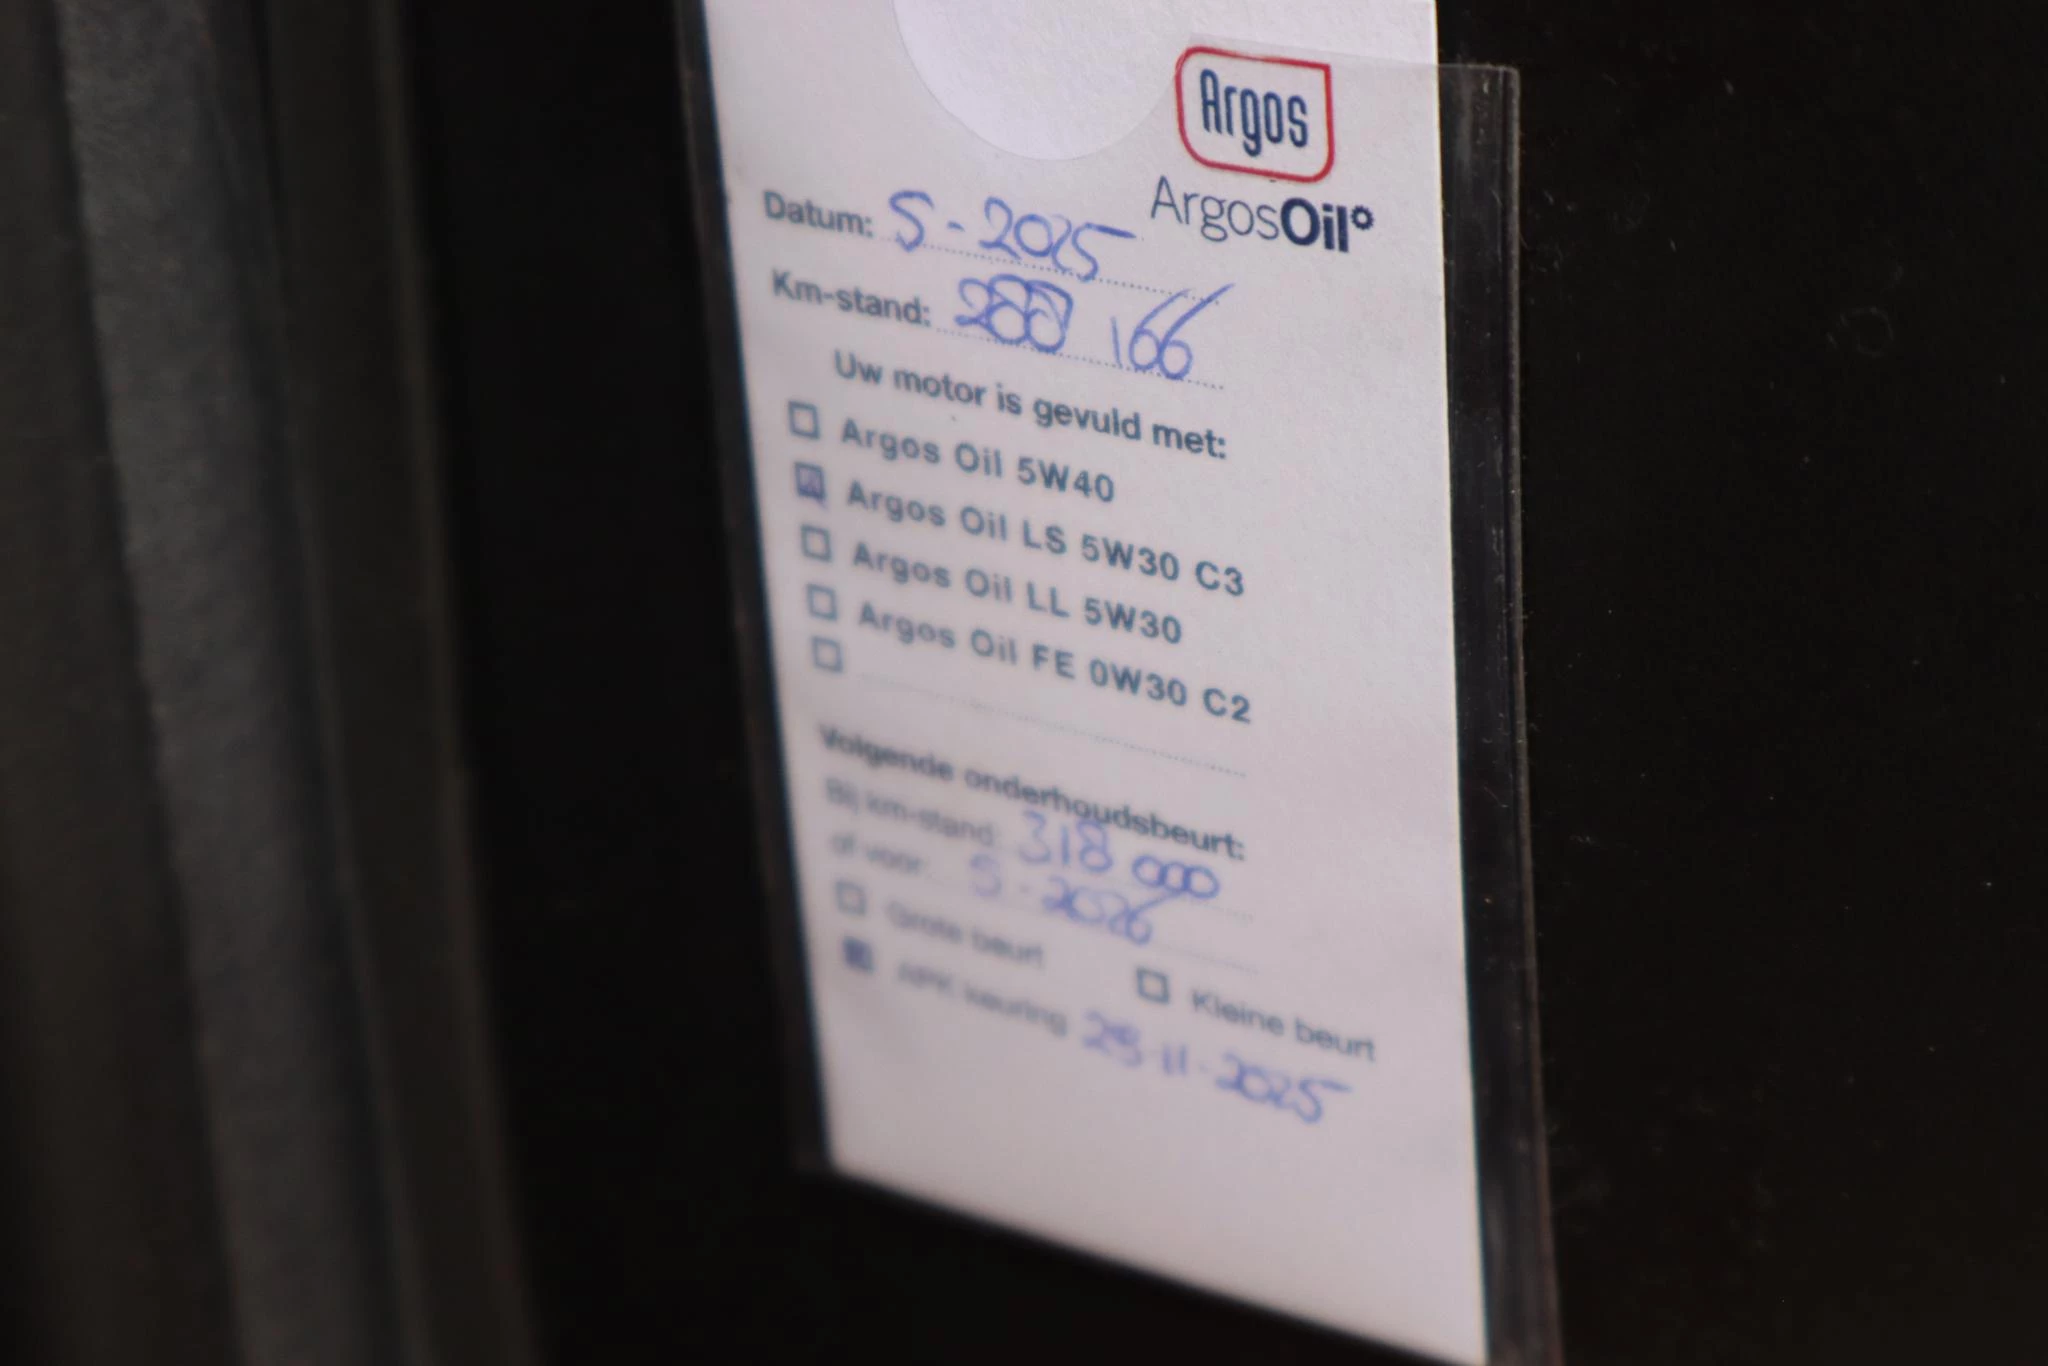 Argos
ArgosOil
Datum: 5-2025
Km-stand: 288 166
Uw motor is gevuld met:
Argos Oil 5W40
Argos Oil LS 5W30 C3
Argos Oil LL 5W30
Argos Oil FE 0W30 C2
Volgende onderhoudsbeurt:
Bij km-stand: 318 000
of voor: 5-2026
Grote beurt Kleine beurt
APK keuring 11-2025